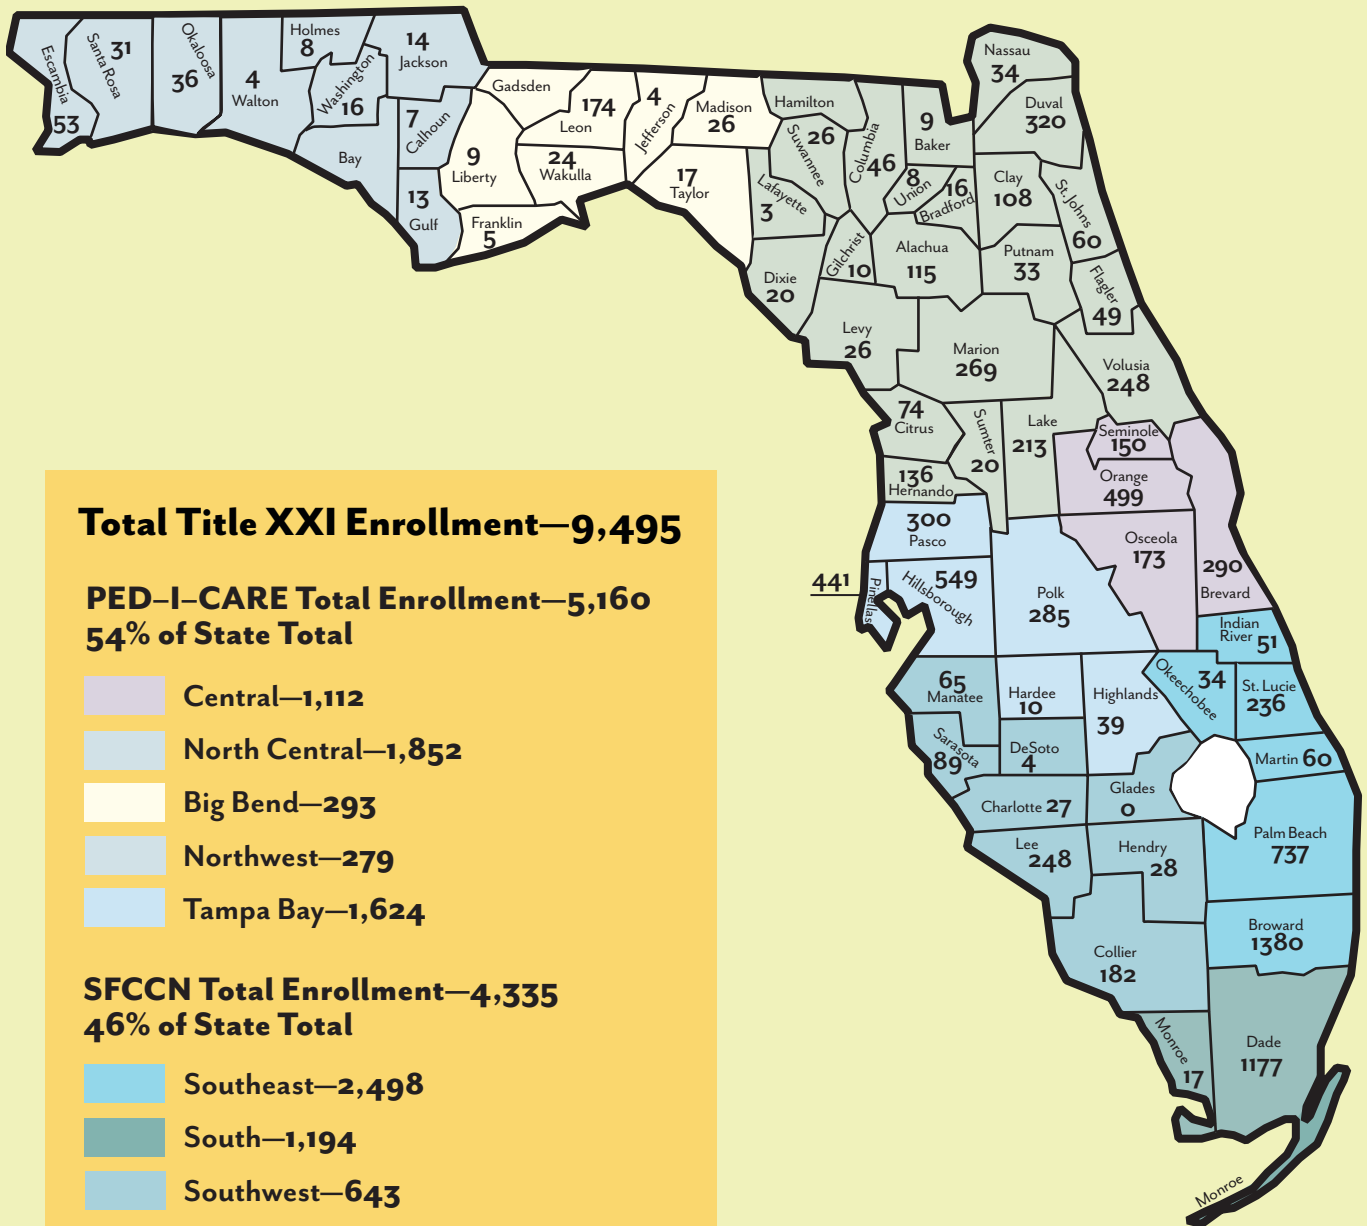 Escambia
53
Santa Rosa
31
Okaloosa
36
4
Walton
Holmes
8
Washington
16
14
Jackson
Bay
7
Calhoun
13
Gulf
Gadsden
9
Liberty
Franklin
5
174
Leon
24
Wakulla
4
Jefferson
Madison
26
17
Taylor
Hamilton
Suwannee
26
Lafayette
3
Dixie
20
Columbia
46
Gilchrist
10
9
Baker
8
Union
16
Bradford
Nassau
34
Duval
320
Clay
108
St. Johns
60
Alachua
115
Putnam
33
Flagler
49
Levy
26
Marion
269
Volusia
248
74
Citrus
Sumter
20
Lake
213
136
Hernando
Seminole
150
Orange
499
Osceola
173
290
Brevard
300
Pasco
441
Pinellas
Hillsborough
549
Polk
285
Indian
River 51
Okeechobee
34
St. Lucie
236
65
Manatee
Hardee
10
Highlands
39
Sarasota
89
DeSoto
4
Martin 60
Charlotte 27
Glades
0
Palm Beach
737
Lee
248
Hendry
28
Broward
1380
Collier
182
Monroe
17
Dade
1177
Monroe
Total Title XXI Enrollment—9,495
PED–I–CARE Total Enrollment—5,160
54% of State Total
Central—1,112
North Central—1,852
Big Bend—293
Northwest—279
Tampa Bay—1,624
SFCCN Total Enrollment—4,335
46% of State Total
Southeast—2,498
South—1,194
Southwest—643